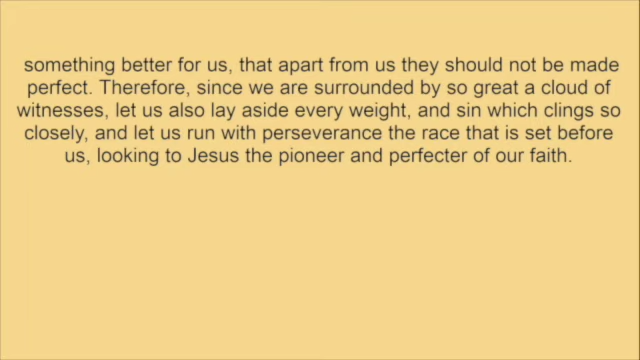 something better for us, that apart from us they should not be made
perfect. Therefore, since we are surrounded by so great a cloud of
witnesses, let us also lay aside every weight, and sin which clings so
closely, and let us run with perseverance the race that is set before
us, looking to Jesus the pioneer and perfecter of our faith.